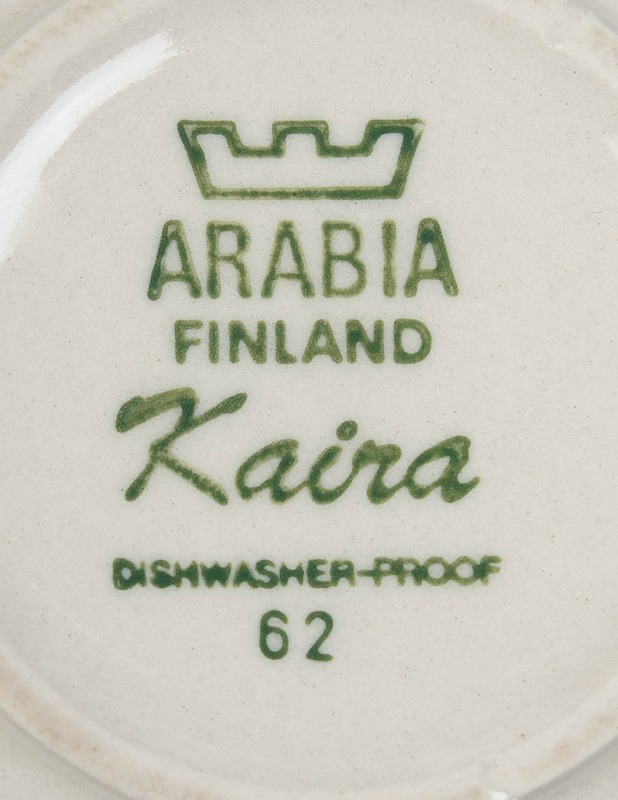 ARABIA
FINLAND
Kaira
DISHWASHER-PROOF
62